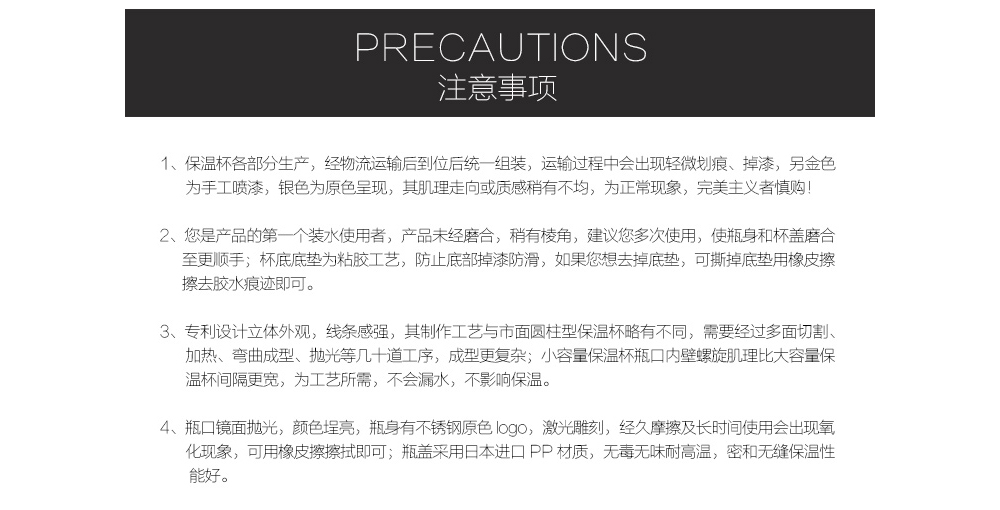 PRECAUTIONS
注意事项
1、保温杯各部分生产，经物流运输后到位后统一组装，运输过程中会出现轻微划痕、掉漆，另金色
为手工喷漆，银色为原色呈现，其肌理走向或质感稍有不均，为正常现象，完美主义者慎购！
2、您是产品的第一个装水使用者，产品未经磨合，稍有棱角，建议您多次使用，使瓶身和杯盖磨合
至更顺手；杯底底垫为粘胶工艺，防止底部掉漆防滑，如果您想去掉底垫，可撕掉底垫用橡皮擦
擦去胶水痕迹即可。
3、专利设计立体外观，线条感强，其制作工艺与市面圆柱型保温杯略有不同，需要经过多面切割、
加热、弯曲成型、抛光等几十道工序，成型更复杂；小容量保温杯瓶口内壁螺旋肌理比大容量保
温杯间隔更宽，为工艺所需，不会漏水，不影响保温。
4、瓶口镜面抛光，颜色埕亮，瓶身有不锈钢原色 logo，激光雕刻，经久摩擦及长时间使用会出现氧
化现象，可用橡皮擦擦拭即可；瓶盖采用日本进口 PP 材质，无毒无味耐高温，密和无缝保温性
能好。